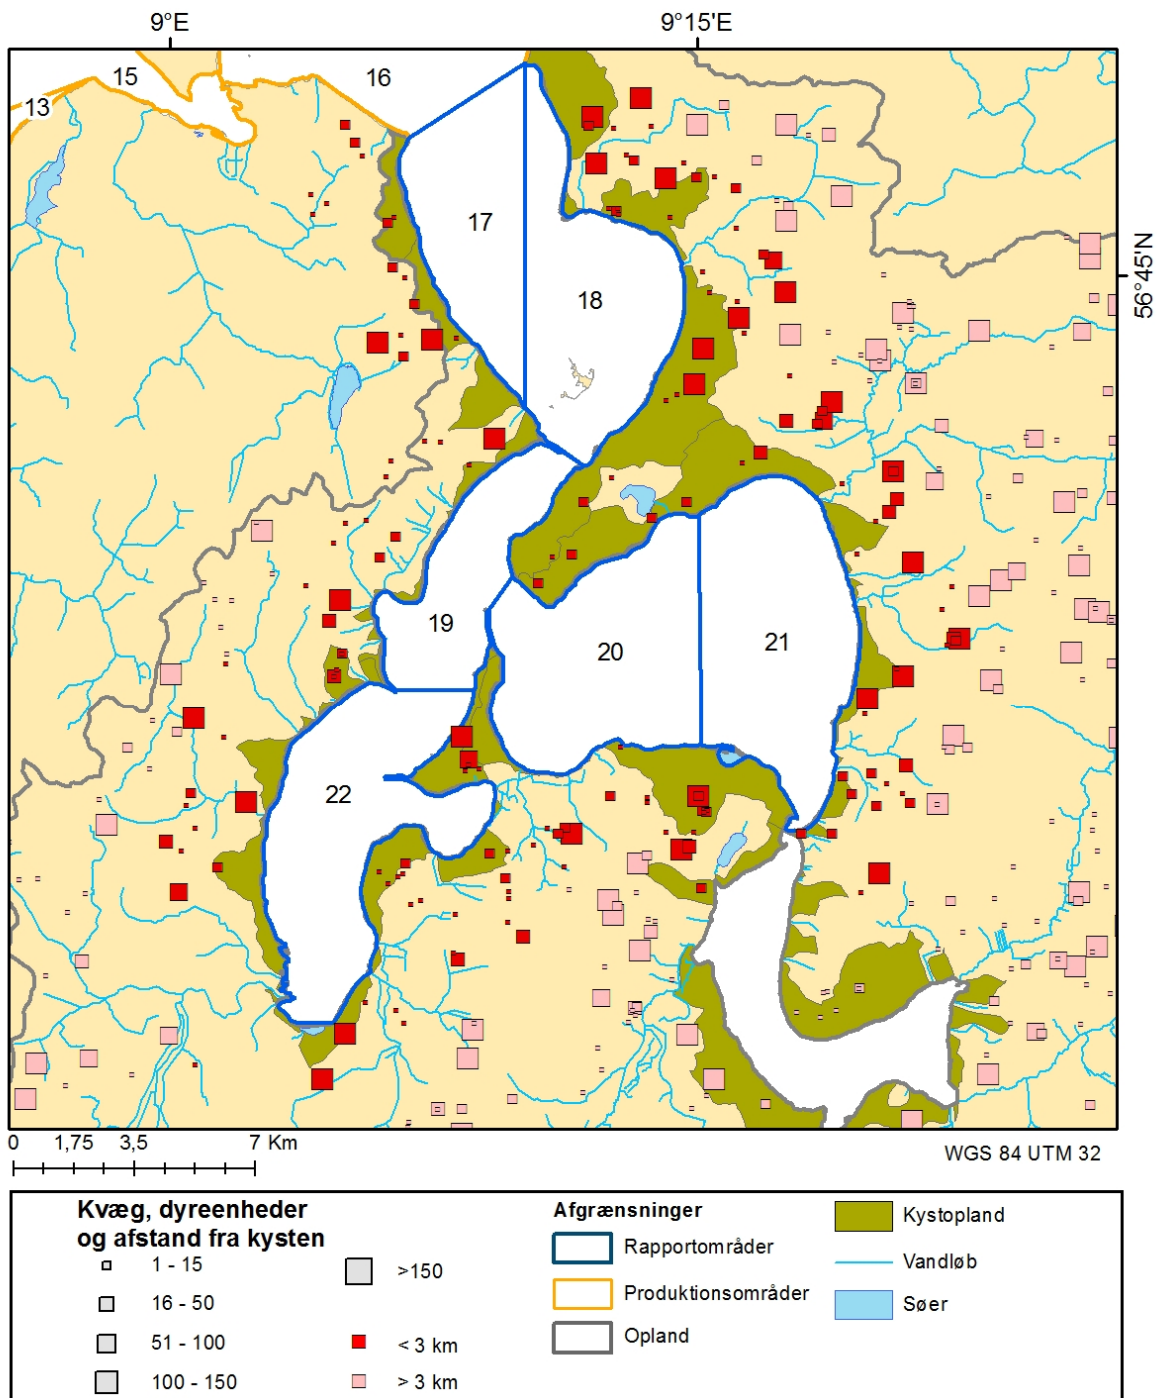 9°E
9°15'E
15
16
13
17
56°45'N
18
19
20
21
22
0 1,75 3,5 7 Km
WGS 84 UTM 32
Kvæg, dyreenheder
og afstand fra kysten
1 - 15
16 - 50
51 - 100
100 - 150
>150
< 3 km
> 3 km
Afgrænsninger
Rapportområder
Produktionsområder
Opland
Kystopland
Vandløb
Søer